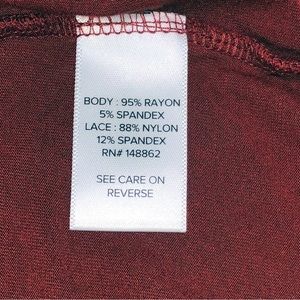 BODY : 95% RAYON
5% SPANDEX
LACE : 88% NYLON
12% SPANDEX
RN# 148862
SEE CARE ON
REVERSE